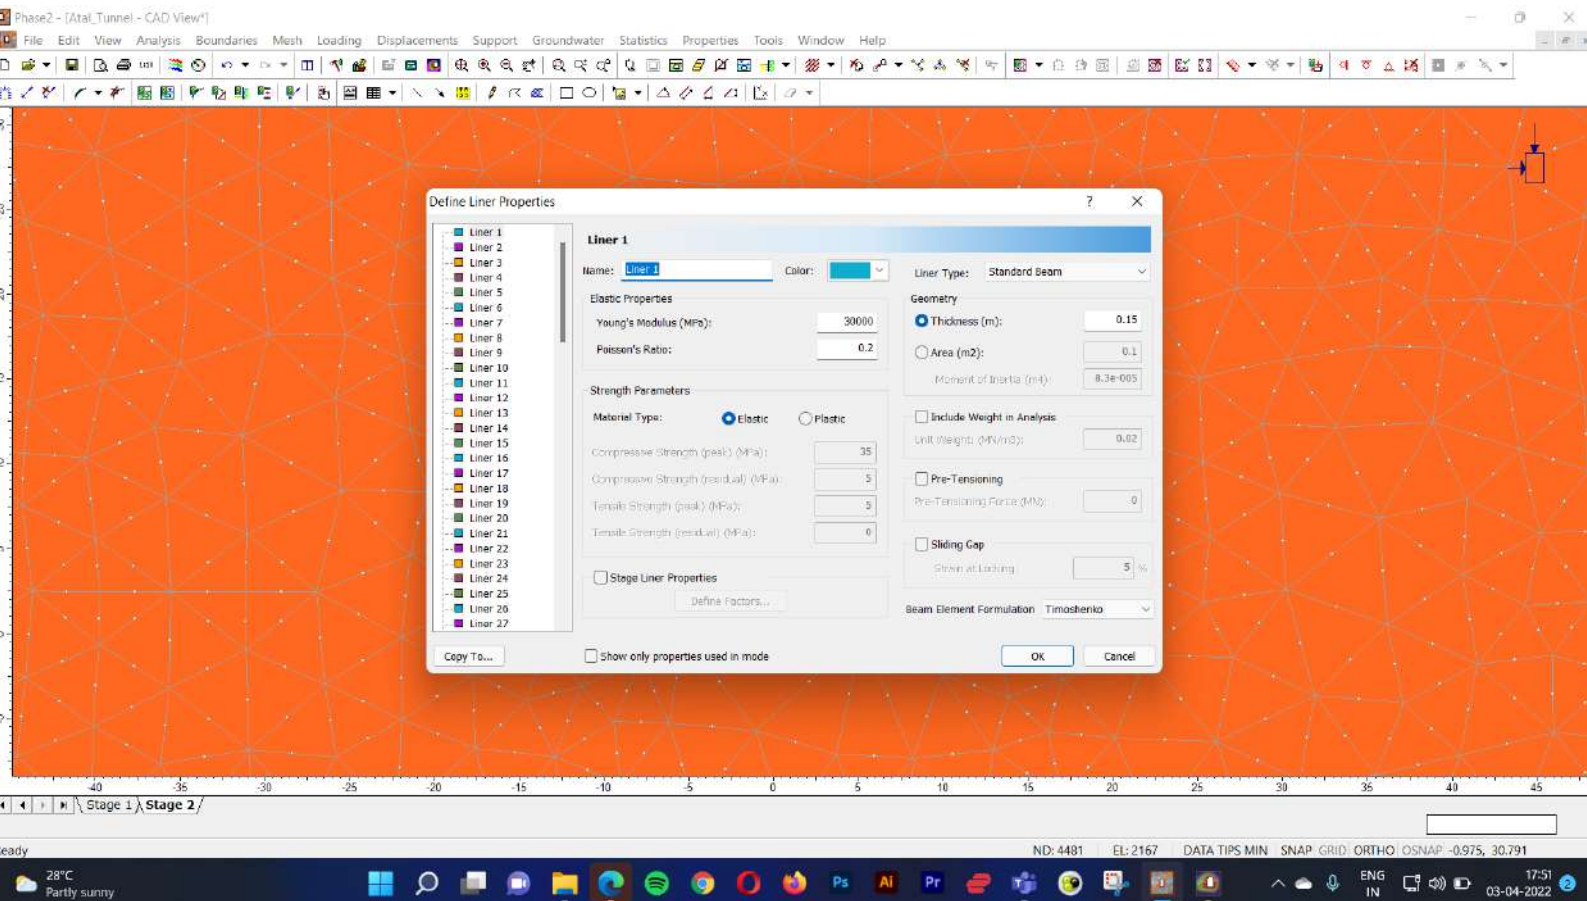 Phase2 - [Atal_Tunnel - CAD View*]
File Edit View Analysis Boundaries Mesh Loading Displacements Support Groundwater Statistics Properties Tools Window Help
Define Liner Properties ? ×
Liner 1
Liner 2
Liner 3
Liner 4
Liner 5
Liner 6
Liner 7
Liner 8
Liner 9
Liner 10
Liner 11
Liner 12
Liner 13
Liner 14
Liner 15
Liner 16
Liner 17
Liner 18
Liner 19
Liner 20
Liner 21
Liner 22
Liner 23
Liner 24
Liner 25
Liner 26
Liner 27
Copy To...
Liner 1
Name: Liner 1 Color:
Elastic Properties
Young's Modulus (MPa): 30000
Poisson's Ratio: 0.2
Strength Parameters
Material Type: Elastic Plastic
Compressive Strength (peak) (MPa): 35
Compressive Strength (residual) (MPa): 5
Tensile Strength (peak) (MPa): 5
Tensile Strength (residual) (MPa): 0
Stage Liner Properties
Define Factors...
Show only properties used in mode
Liner Type: Standard Beam
Geometry
Thickness (m): 0.15
Area (m2): 0.1
Moment of Inertia (m4): 8.3e-005
Include Weight in Analysis
Unit Weight: (MN/m3): 0.02
Pre-Tensioning
Pre-Tensioning Force (MN): 0
Sliding Gap
Strain at Locking: 5 %
Beam Element Formulation Timoshenko
OK Cancel
-40 -35 -30 -25 -20 -15 -10 -5 0 5 10 15 20 25 30 35 40 45
Stage 1 Stage 2
eady ND: 4481 EL: 2167 DATA TIPS MIN SNAP GRID ORTHO OSNAP -0.975, 30.791
28°C
Partly sunny
Ps Ai Pr
ENG
IN
17:51
03-04-2022
2